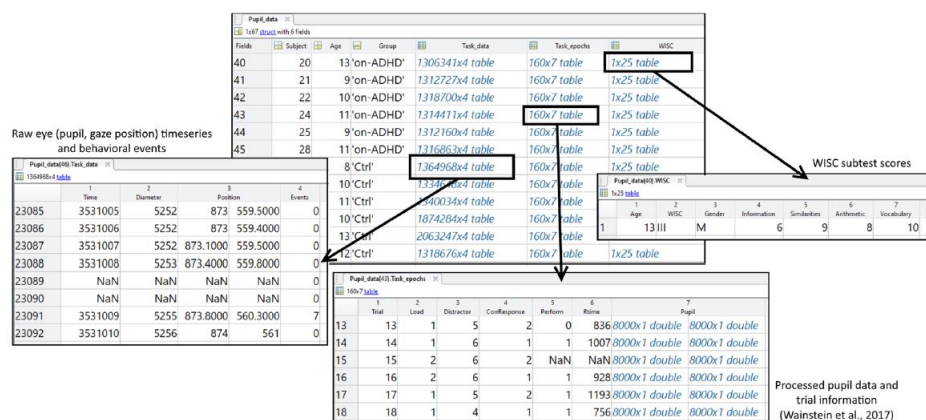 Pupil_data
1x67 struct with 6 fields
Fields Subject Age Group Task_data Task_epochs WISC
40 20 13 'on-ADHD' 1306341x4 table 160x7 table 1x25 table
41 21 9 'on-ADHD' 1312727x4 table 160x7 table 1x25 table
42 22 10 'on-ADHD' 1318700x4 table 160x7 table 1x25 table
43 24 11 'on-ADHD' 1314411x4 table 160x7 table 1x25 table
44 25 9 'on-ADHD' 1312160x4 table 160x7 table 1x25 table
45 28 11 'on-ADHD' 1316863x4 table 160x7 table 1x25 table
8 'Ctrl' 1364968x4 table 160x7 table 1x25 table
10 'Ctrl' 160x7 table
11 'Ctrl' 160x7 table
10 'Ctrl' 1874284x4 table 160x7 table
13 'Ctrl' 2063247x4 table 160x7 table
12 'Ctrl' 1318676x4 table 160x7 table 1x25 table
Raw eye (pupil, gaze position) timeseries
and behavioral events
Pupil_data(46).Task_data
1364968x4 table
1 2 3 4
Time Diameter Position Events
23085 3531005 5252 873 559.5000 0
23086 3531006 5252 873 559.4000 0
23087 3531007 5252 873.1000 559.5000 0
23088 3531008 5253 873.4000 559.8000 0
23089 NaN NaN NaN NaN 0
23090 NaN NaN NaN NaN 0
23091 3531009 5255 873.8000 560.3000 7
23092 3531010 5256 874 561 0
WISC subtest scores
Pupil_data(40).WISC
1x25 table
1 2 3 4 5 6 7
Age WISC Gender Information Similarities Arithmetic Vocabulary
1 13 III M 6 9 8 10
Pupil_data(43).Task_epochs
160x7 table
1 2 3 4 5 6 7
Trial Load Distractor CorrResponse Perform Rtime Pupil
13 13 1 5 2 0 836 8000x1 double 8000x1 double
14 14 1 6 1 1 1007 8000x1 double 8000x1 double
15 15 2 6 2 NaN NaN 8000x1 double 8000x1 double
16 16 2 6 1 1 928 8000x1 double 8000x1 double
17 17 1 5 2 1 1193 8000x1 double 8000x1 double
18 18 1 4 1 1 756 8000x1 double 8000x1 double
Processed pupil data and
trial information
(Wainstein et al., 2017)